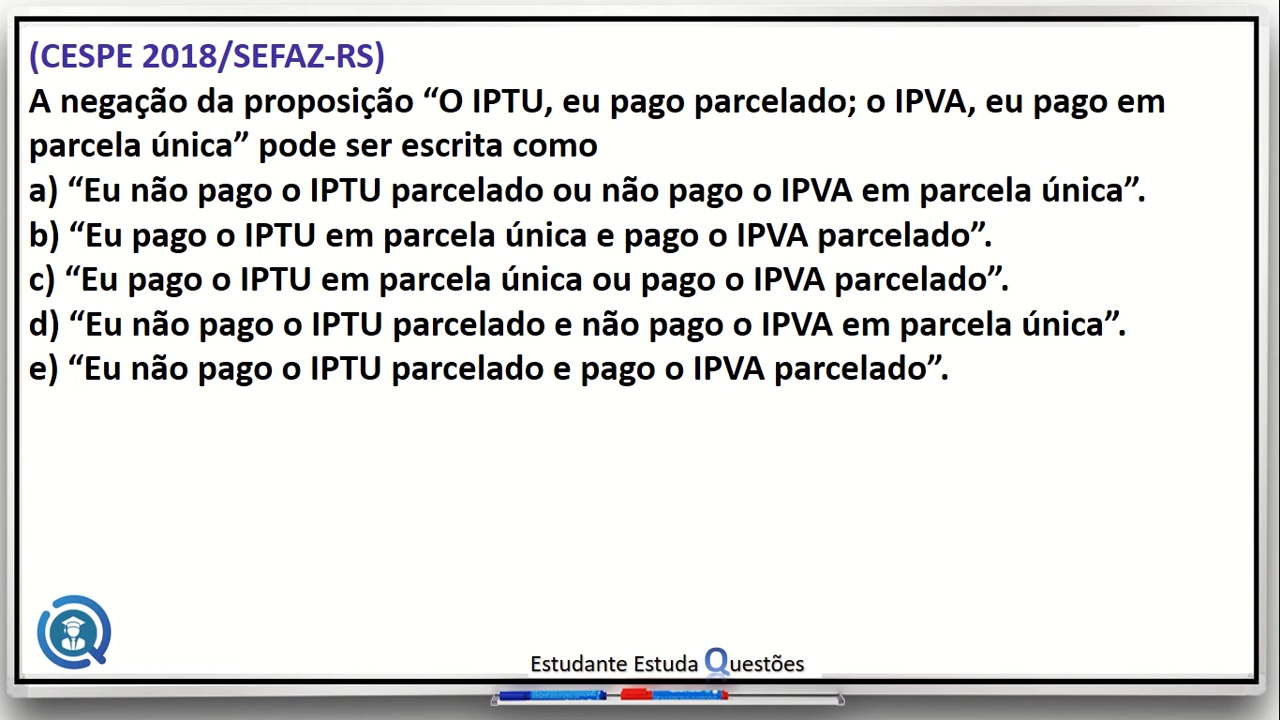 (CESPE 2018/SEFAZ-RS)
A negação da proposição “O IPTU, eu pago parcelado; o IPVA, eu pago em
parcela única” pode ser escrita como
a) “Eu não pago o IPTU parcelado ou não pago o IPVA em parcela única”.
b) “Eu pago o IPTU em parcela única e pago o IPVA parcelado”.
c) “Eu pago o IPTU em parcela única ou pago o IPVA parcelado”.
d) “Eu não pago o IPTU parcelado e não pago o IPVA em parcela única”.
e) “Eu não pago o IPTU parcelado e pago o IPVA parcelado”.
Estudante Estuda Questões